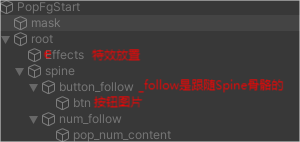 PopFgStart
mask
root
Effects 特效放置
spine
button_follow _follow是跟随Spine骨骼的
btn 按钮图片
num_follow
pop_num_content